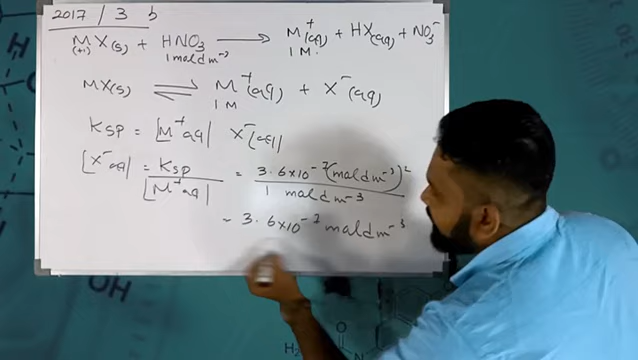 2017 / 3 b
MX(s) + HNO₃ ⟶ M⁺(aq) + HX(aq) + NO₃⁻
(+1) 1 mol dm⁻³ 1 M.
MX(s) ⇌ M⁺(aq) + X⁻(aq)
1 M
Ksp = [M⁺aq] X⁻[aq]
[X⁻aq] = Ksp / [M⁺aq] = 3.6×10⁻⁷(mol dm⁻³)² / 1 mol dm⁻³
= 3.6×10⁻⁷ mol dm⁻³
OH
H₂
O